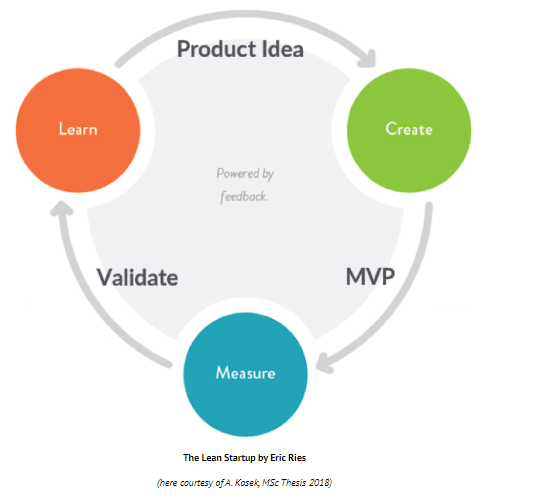 Product Idea
Learn
Create
Powered by
feedback.
Validate
MVP
Measure
The Lean Startup by Eric Ries
(here courtesy of A. Kosek, MSc Thesis 2018)